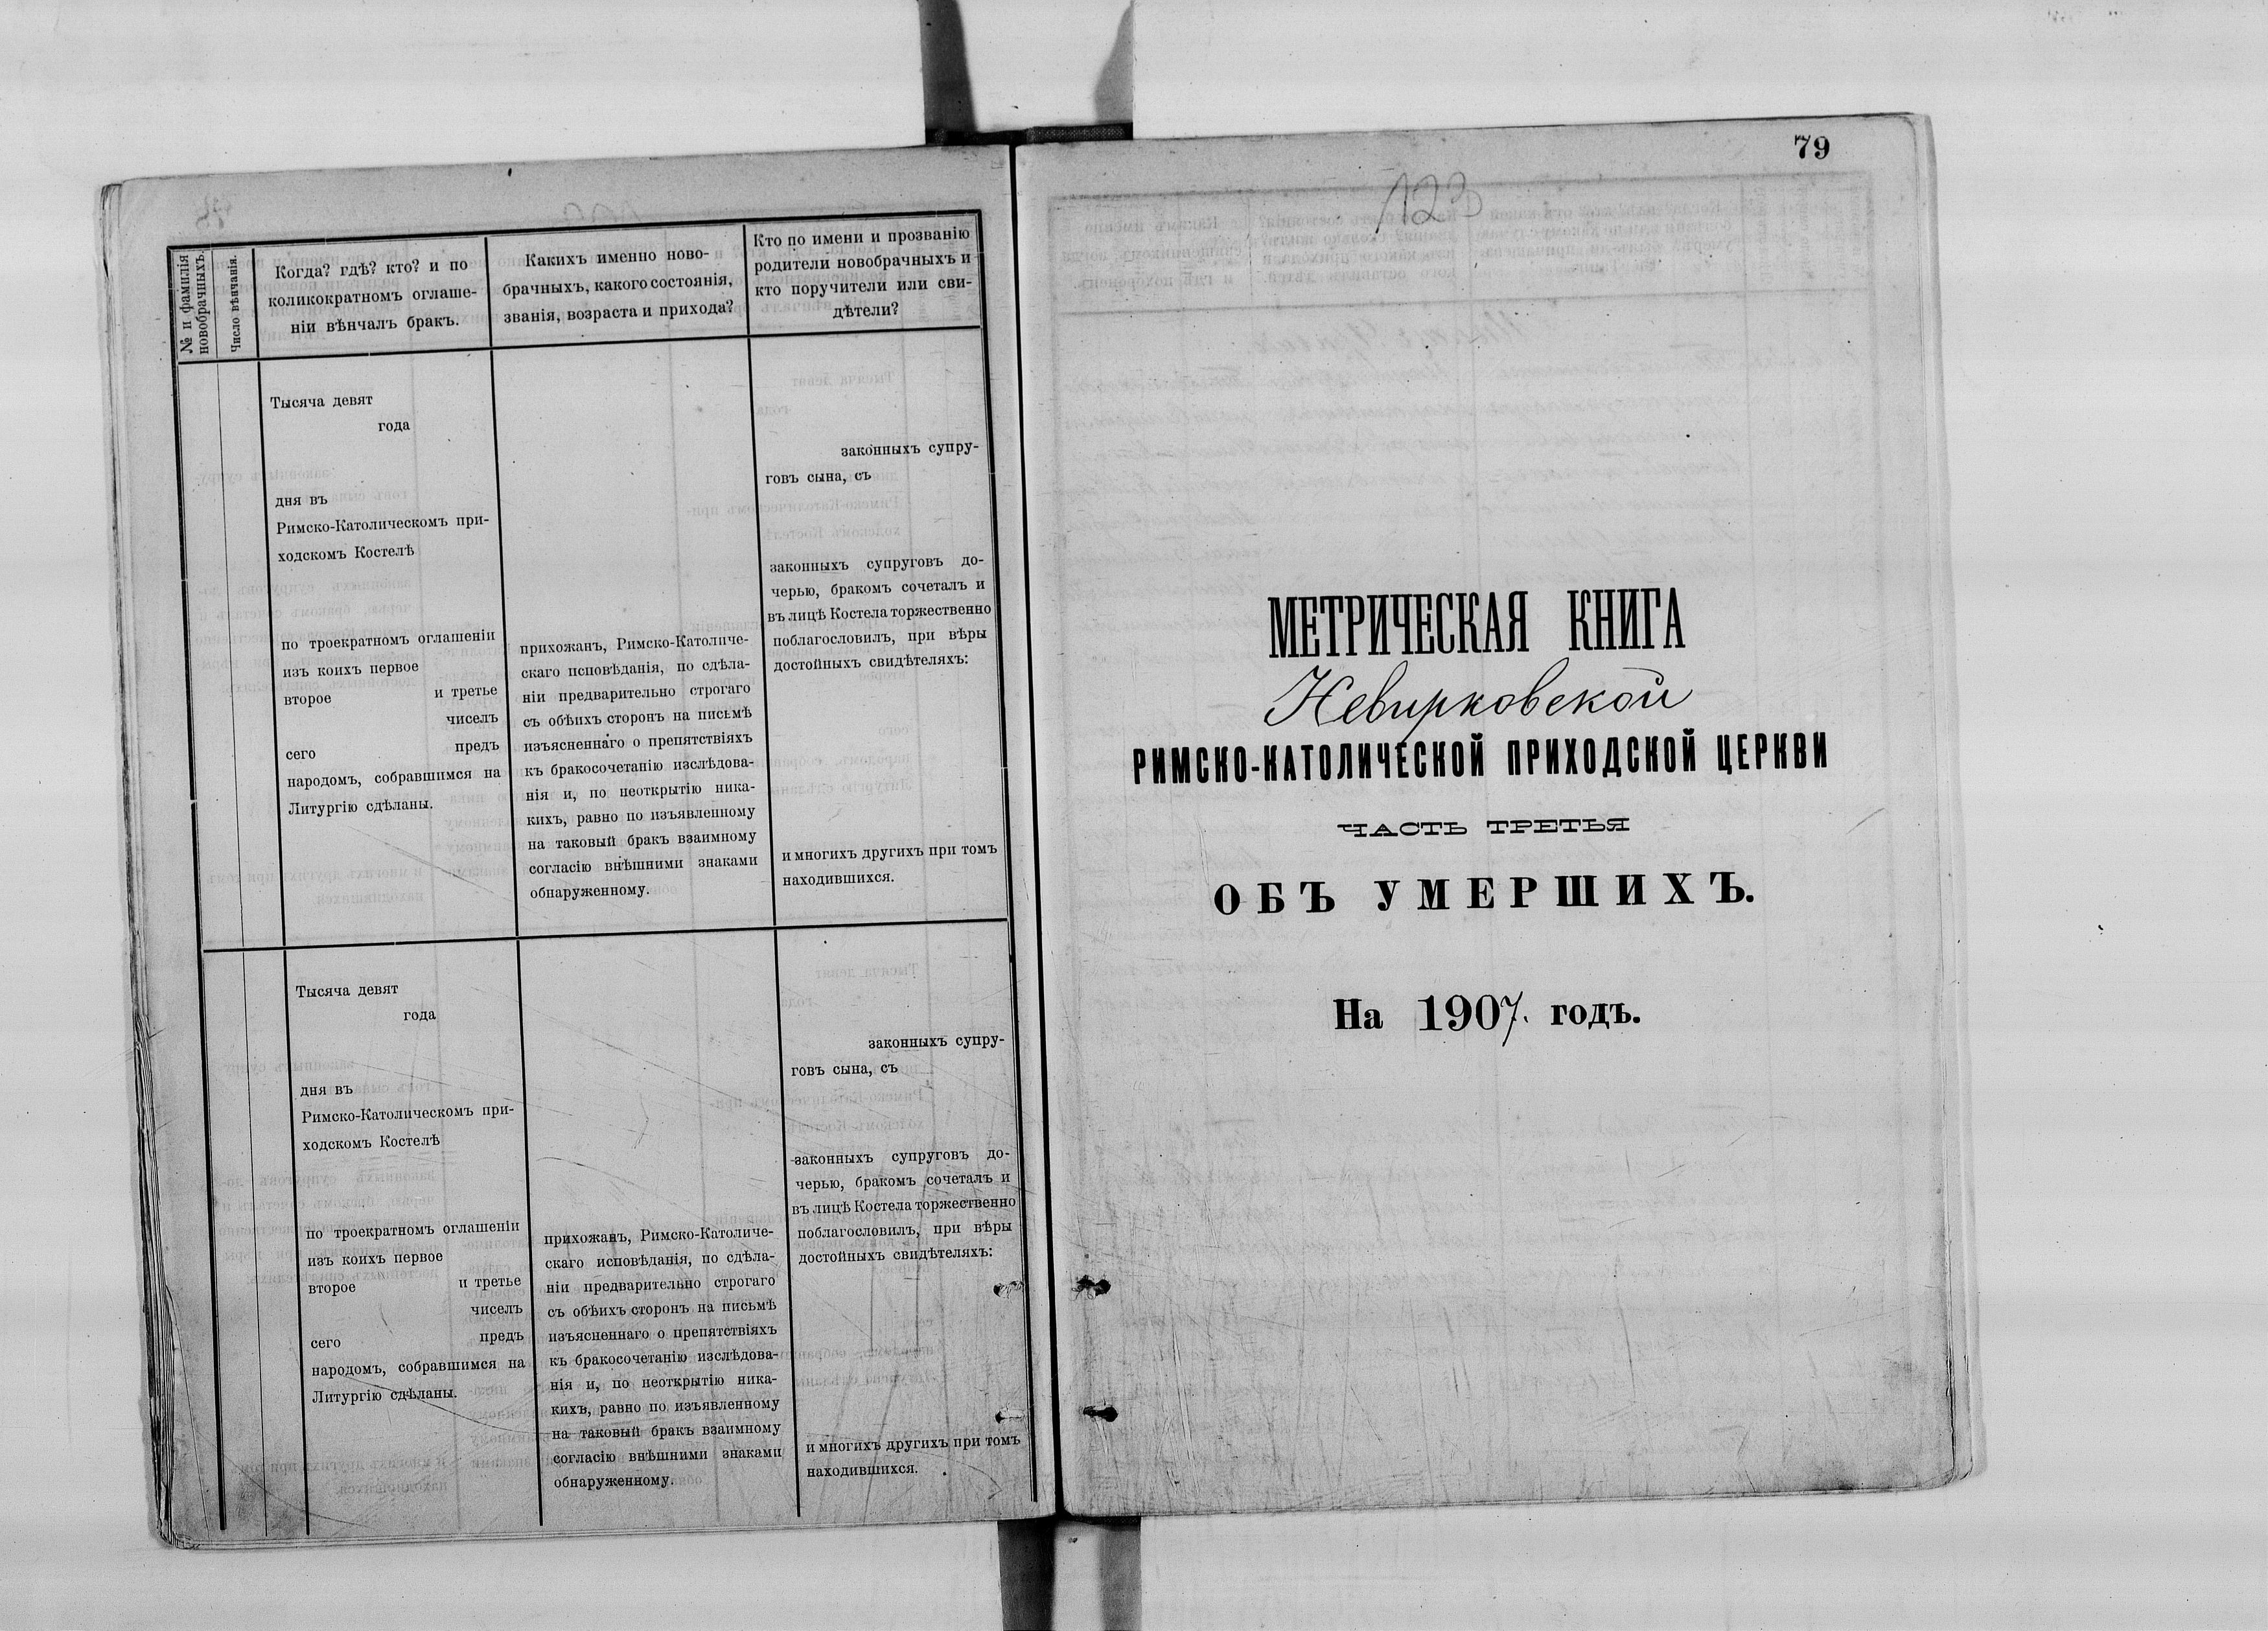 № и фамилія
новобрачныхъ.
Число вѣнчанія.
Когда? гдѣ? кто? и по
коликократномъ оглаше-
ніи вѣнчалъ бракъ.
Какихъ именно ново-
брачныхъ, какого состоянія,
званія, возраста и прихода?
Кто по имени и прозванію
родители новобрачныхъ и
кто поручители или сви-
дѣтели?
Тысяча девят
года
дня въ
Римско-Католическомъ при-
ходскомъ Костелѣ
по троекратномъ оглашеніи
изъ коихъ первое
второе и третье
чиселъ
сего предъ
народомъ, собравшимся на
Литургію сдѣланы.
прихожанъ, Римско-Католиче-
скаго исповѣданія, по сдѣла-
ніи предварительно строгаго
съ обѣихъ сторонъ на письмѣ
изъясненнаго о препятствіяхъ
къ бракосочетанію изслѣдова-
нія и, по неоткрытію ника-
кихъ, равно по изъявленному
на таковый бракъ взаимному
согласію внѣшними знаками
обнаруженному.
законныхъ супру-
говъ сына, съ
законныхъ супруговъ до-
черью, бракомъ сочеталъ и
въ лицѣ Костела торжественно
поблагословилъ, при вѣры
достойныхъ свидѣтеляхъ:
и многихъ другихъ при томъ
находившихся.
Тысяча девят
года
дня въ
Римско-Католическомъ при-
ходскомъ Костелѣ
по троекратномъ оглашеніи
изъ коихъ первое
второе и третье
чиселъ
сего предъ
народомъ, собравшимся на
Литургію сдѣланы.
прихожанъ, Римско-Католиче-
скаго исповѣданія, по сдѣла-
ніи предварительно строгаго
съ обѣихъ сторонъ на письмѣ
изъясненнаго о препятствіяхъ
къ бракосочетанію изслѣдова-
нія и, по неоткрытію ника-
кихъ, равно по изъявленному
на таковый бракъ взаимному
согласію внѣшними знаками
обнаруженному.
законныхъ супру-
говъ сына, съ
законныхъ супруговъ до-
черью, бракомъ сочеталъ и
въ лицѣ Костела торжественно
поблагословилъ, при вѣры
достойныхъ свидѣтеляхъ:
и многихъ другихъ при томъ
находившихся.
79
123
МЕТРИЧЕСКАЯ КНИГА
Невирковской
РИМСКО-КАТОЛИЧЕСКОЙ ПРИХОДСКОЙ ЦЕРКВИ
ЧАСТЬ ТРЕТЬЯ
ОБЪ УМЕРШИХЪ.
На 1907. годъ.